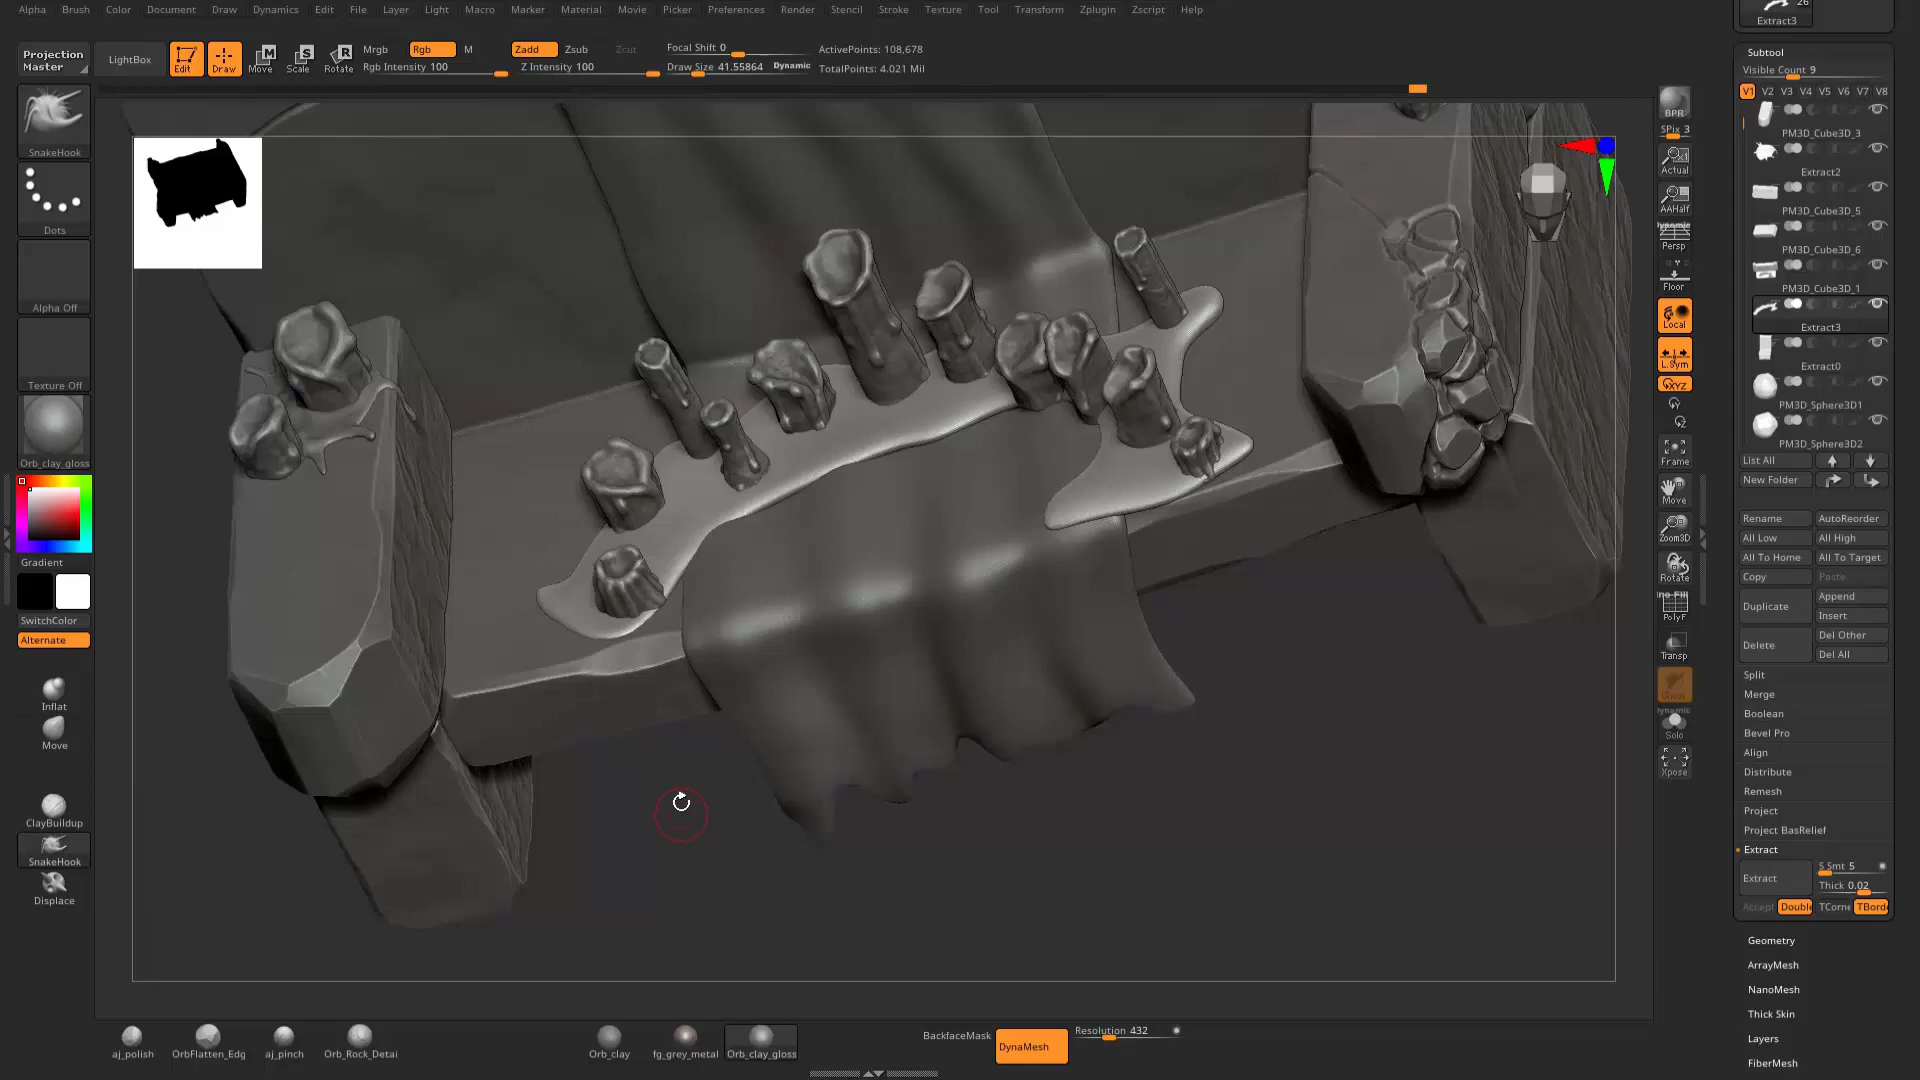 Alpha Brush Color Document Draw Dynamics Edit File Layer Light Macro Marker Material Movie Picker Preferences Render Stencil Stroke Texture Tool Transform Zplugin Zscript Help
26
Extract3
Projection Master
LightBox
Edit
Draw
Move
Scale
Rotate
Mrgb Rgb M
Rgb Intensity 100
Zadd Zsub Zcut
Z Intensity 100
Focal Shift 0
Draw Size 41.55864 Dynamic
ActivePoints: 108,678
TotalPoints: 4.021 Mil
SnakeHook
Dots
Alpha Off
Texture Off
Orb_clay_gloss
Gradient
SwitchColor
Alternate
Inflat
Move
ClayBuildup
SnakeHook
Displace
BPR
SPix 3
Actual
AAHalf
Persp
Floor
Local
L.Sym
XYZ
Y
Z
Frame
Move
Zoom3D
Rotate
PolyF
Transp
Ghost
Solo
Xpose
Subtool
Visible Count 9
V1 V2 V3 V4 V5 V6 V7 V8
PM3D_Cube3D_3
Extract2
PM3D_Cube3D_5
PM3D_Cube3D_6
PM3D_Cube3D_1
Extract3
Extract0
PM3D_Sphere3D1
PM3D_Sphere3D2
List All
New Folder
Rename AutoReorder
All Low All High
All To Home All To Target
Copy Paste
Duplicate Append
Insert
Delete Del Other
Del All
Split
Merge
Boolean
Bevel Pro
Align
Distribute
Remesh
Project
Project BasRelief
Extract
S Smt 5
Extract
Thick 0.02
Accept Double TCorne TBorde
Geometry
ArrayMesh
NanoMesh
Thick Skin
Layers
FiberMesh
aj_polish OrbFlatten_Edg aj_pinch Orb_Rock_Detai Orb_clay fg_grey_metal Orb_clay_gloss
BackfaceMask
DynaMesh
Resolution 432